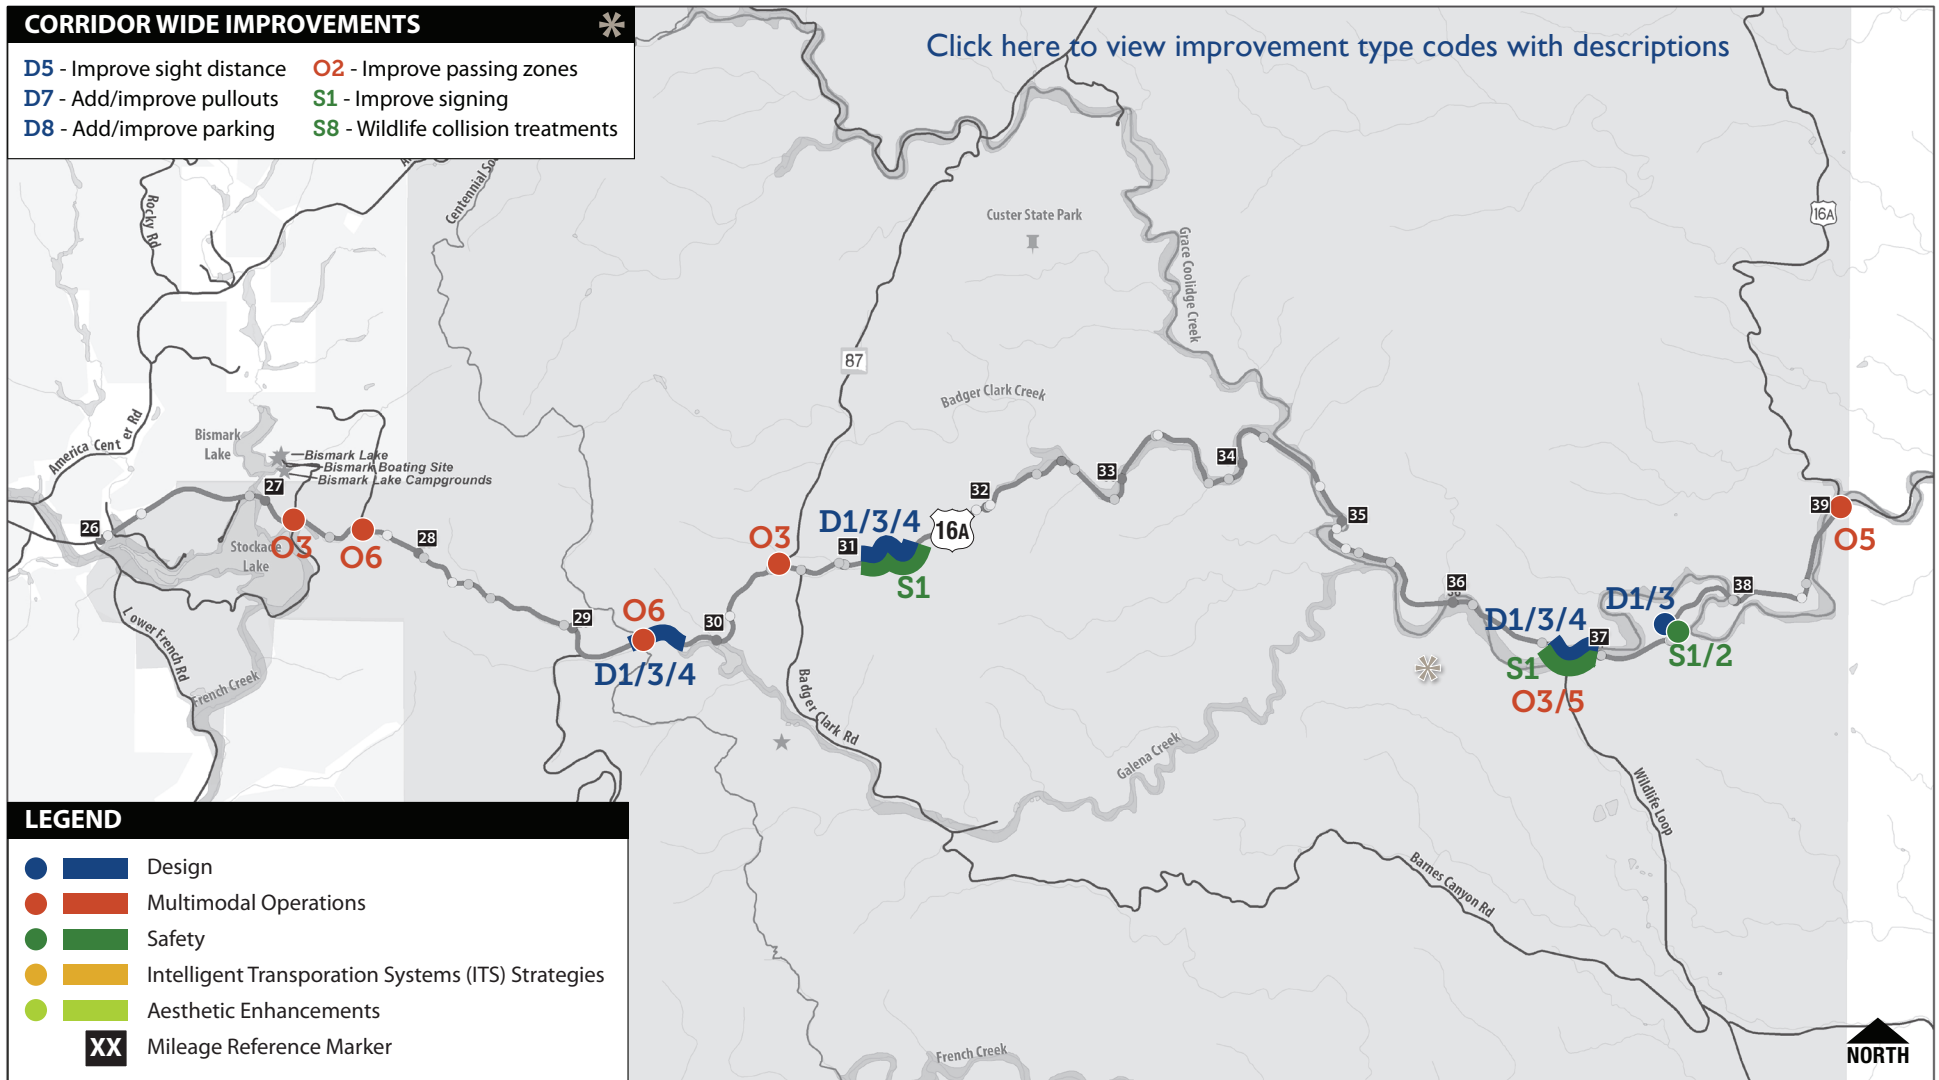 CORRIDOR WIDE IMPROVEMENTS
D5 - Improve sight distance
D7 - Add/improve pullouts
D8 - Add/improve parking
O2 - Improve passing zones
S1 - Improve signing
S8 - Wildlife collision treatments
Click here to view improvement type codes with descriptions
Rocky Rd
Custer State Park
16A
Grace Coolidge Creek
87
Badger Clark Creek
America Center Rd
Bismark
Lake
Bismark Lake
Bismark Boating Site
Bismark Lake Campgrounds
26
27
Stockade
Lake
O3
O6
28
29
O6
D1/3/4
30
O3
31
D1/3/4
S1
16A
32
33
34
35
36
D1/3/4
S1
O3/5
37
D1/3
S1/2
38
39
O5
Lower French Rd
French Creek
Badger Clark Rd
Galena Creek
Wildlife Loop
Barnes Canyon Rd
French Creek
LEGEND
Design
Multimodal Operations
Safety
Intelligent Transporation Systems (ITS) Strategies
Aesthetic Enhancements
XX Mileage Reference Marker
NORTH